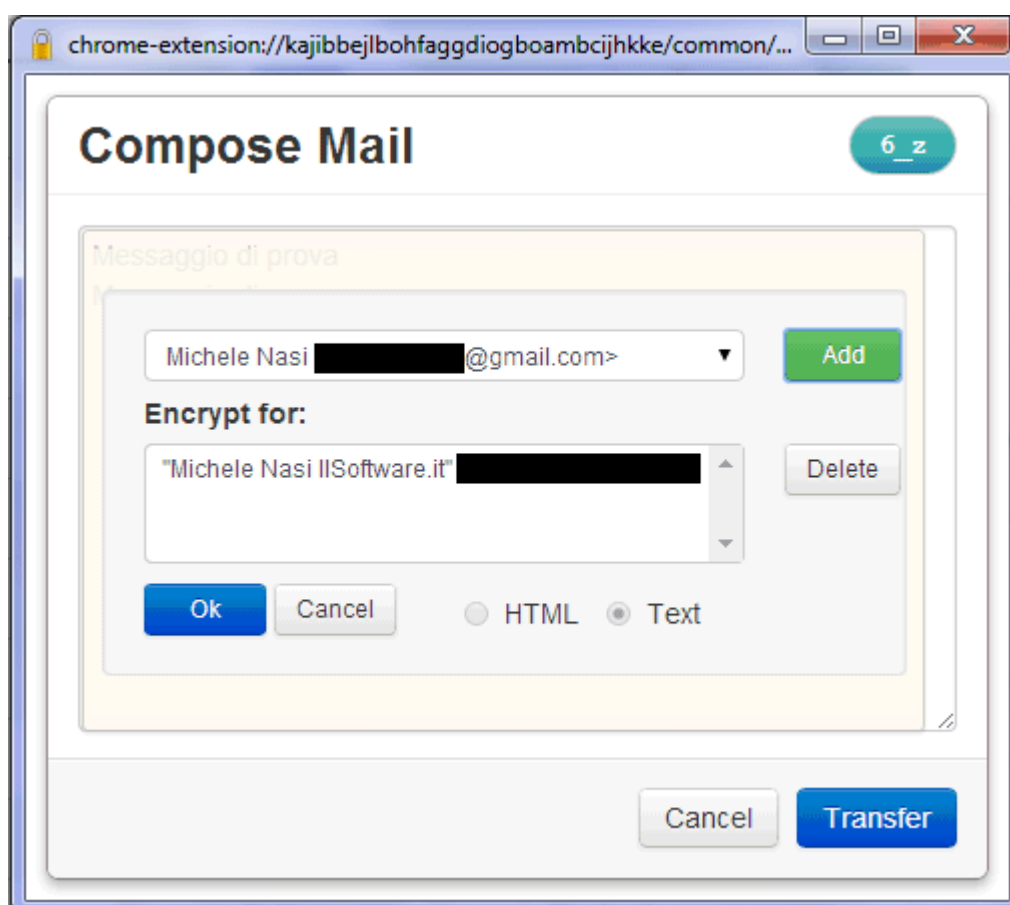 chrome-extension://kajibbejlbohfaggdiogboambcijhkke/common/...
Compose Mail
6_z
Messaggio di prova
Michele Nasi @gmail.com>
Add
Encrypt for:
"Michele Nasi IlSoftware.it"
Delete
Ok
Cancel
HTML
Text
Cancel
Transfer